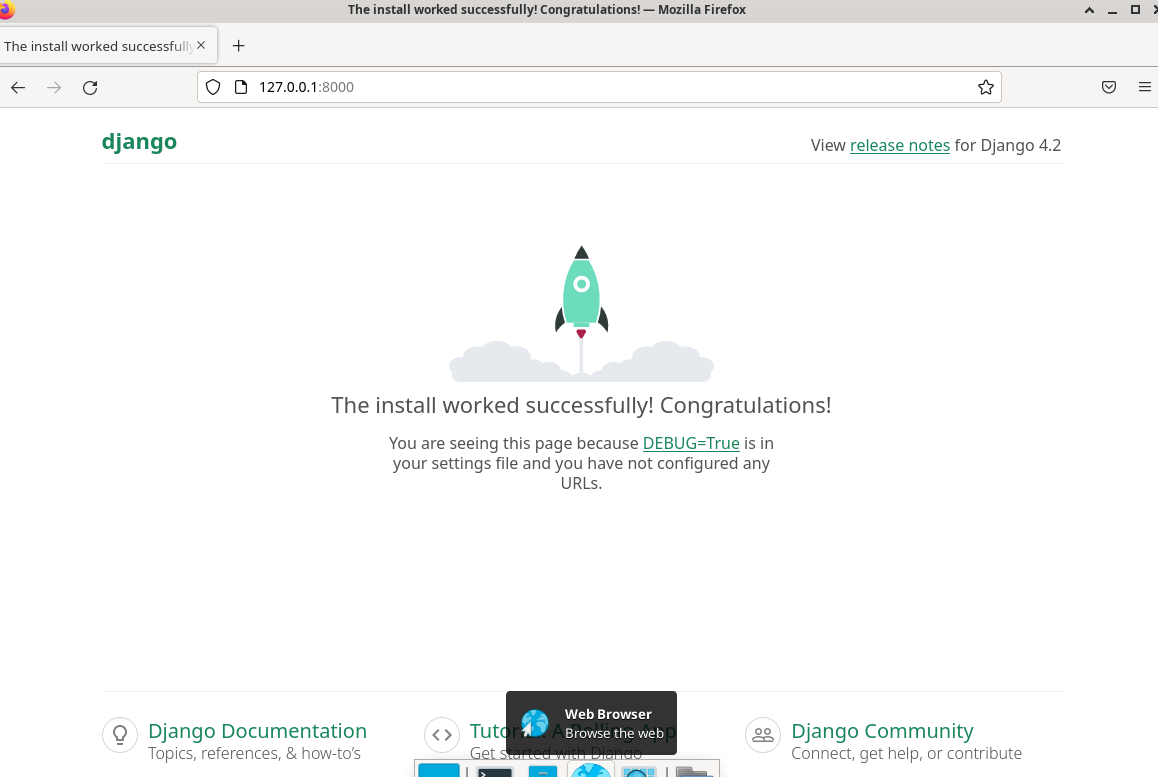 The install worked successfully! Congratulations! — Mozilla Firefox
The install worked successfully
127.0.0.1:8000
django
View release notes for Django 4.2
The install worked successfully! Congratulations!
You are seeing this page because DEBUG=True is in
your settings file and you have not configured any
URLs.
Web Browser
Browse the web
Django Documentation
Topics, references, & how-to's
Tutorial: A Polling App
Get started with Django
Django Community
Connect, get help, or contribute